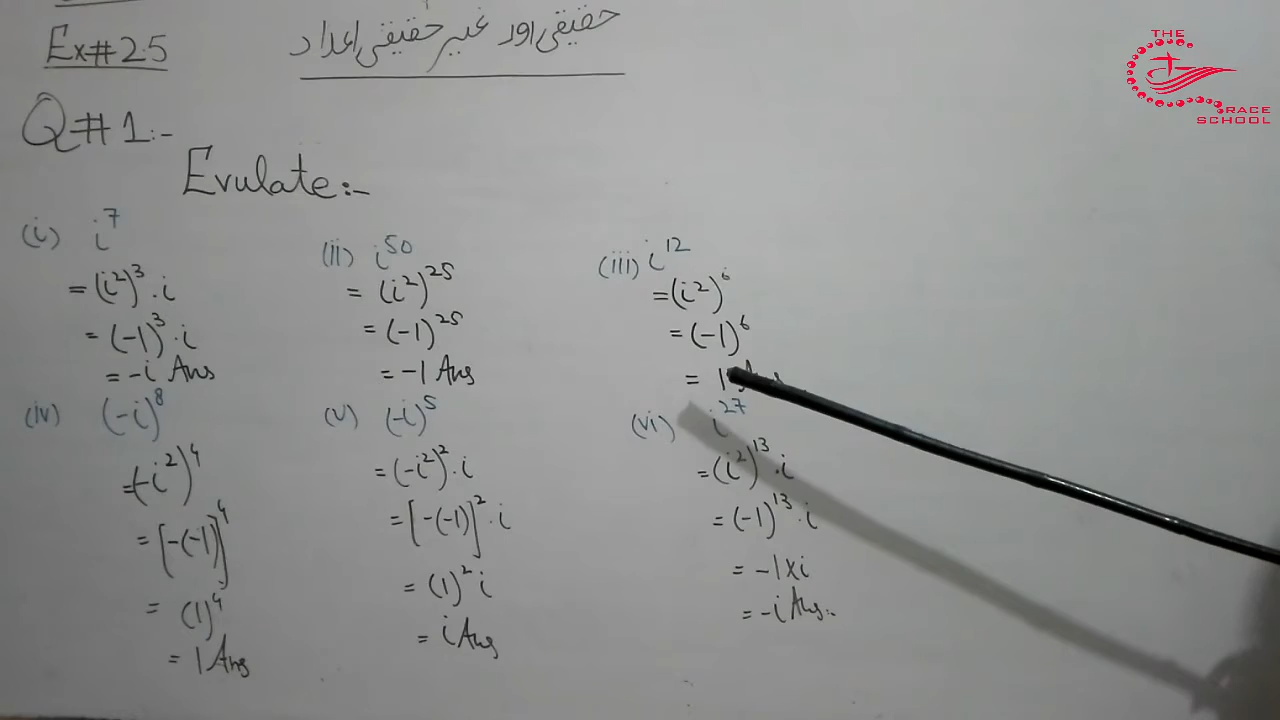 Ex#2.5
حقیقی اور غیر حقیقی اعداد
THE
GRACE
SCHOOL
Q#1:-
Evulate:-
(i) i^7
= (i^2)^3 . i
= (-1)^3 . i
= -i Ans
(ii) i^50
= (i^2)^25
= (-1)^25
= -1 Ans
(iii) i^12
= (i^2)^6
= (-1)^6
= 1
(iv) (-i)^8
= (-i^2)^4
= [-(-1)]^4
= (1)^4
= 1 Ans
(v) (-i)^5
= (-i^2)^2 . i
= [-(-1)]^2 . i
= (1)^2 i
= i Ans
(vi) i^27
= (i^2)^13 . i
= (-1)^13 . i
= -1 x i
= -i Ans:.